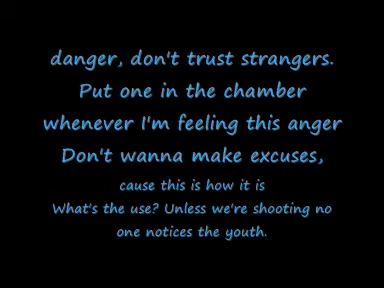 danger, don't trust strangers.
Put one in the chamber
whenever I'm feeling this anger
Don't wanna make excuses,
cause this is how it is
What's the use? Unless we're shooting no
one notices the youth.